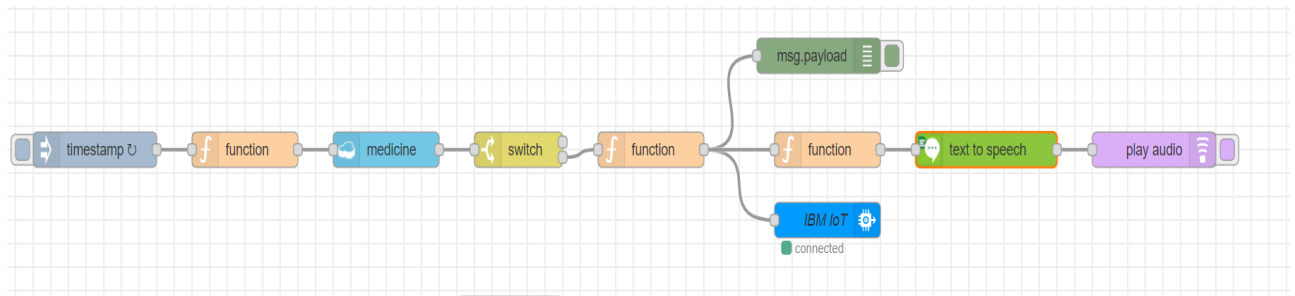 msg.payload
timestamp ↻
function
medicine
switch
function
function
text to speech
play audio
IBM IoT
connected